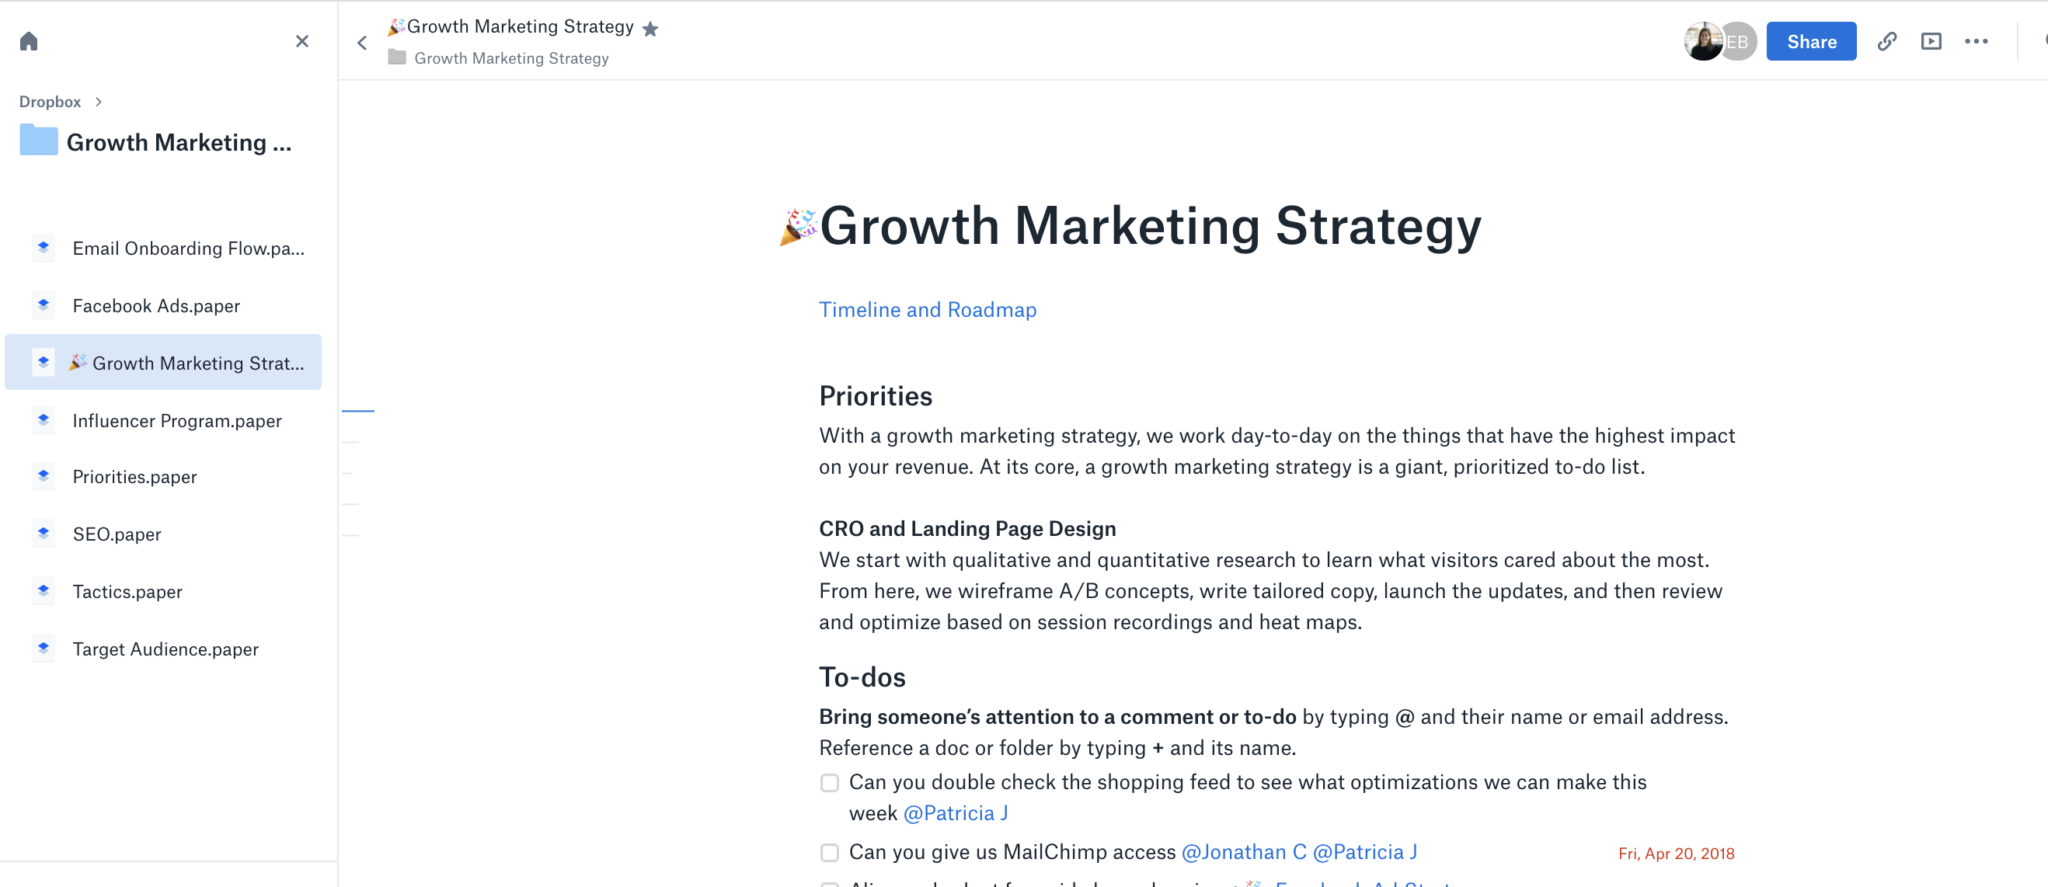 Dropbox
Growth Marketing ...
Email Onboarding Flow.pa...
Facebook Ads.paper
🎉 Growth Marketing Strat...
Influencer Program.paper
Priorities.paper
SEO.paper
Tactics.paper
Target Audience.paper
🎉Growth Marketing Strategy
Growth Marketing Strategy
EB
Share
🎉Growth Marketing Strategy
Timeline and Roadmap
Priorities
With a growth marketing strategy, we work day-to-day on the things that have the highest impact
on your revenue. At its core, a growth marketing strategy is a giant, prioritized to-do list.
CRO and Landing Page Design
We start with qualitative and quantitative research to learn what visitors cared about the most.
From here, we wireframe A/B concepts, write tailored copy, launch the updates, and then review
and optimize based on session recordings and heat maps.
To-dos
Bring someone’s attention to a comment or to-do by typing @ and their name or email address.
Reference a doc or folder by typing + and its name.
Can you double check the shopping feed to see what optimizations we can make this
week @Patricia J
Can you give us MailChimp access @Jonathan C @Patricia J
Fri, Apr 20, 2018